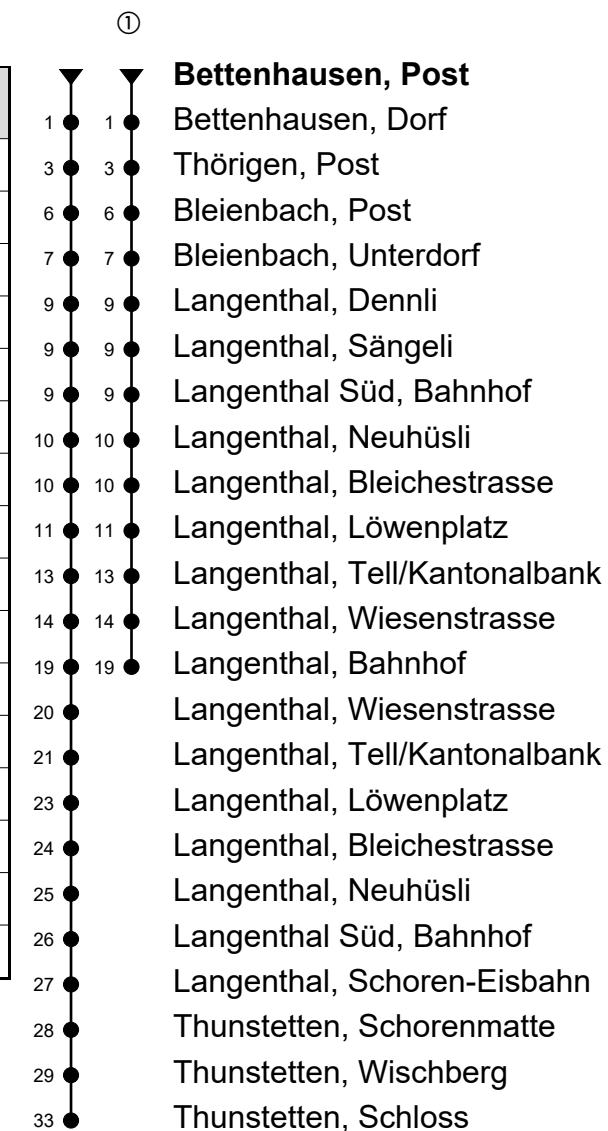 ①
Bettenhausen, Post
1 1 Bettenhausen, Dorf
3 3 Thörigen, Post
6 6 Bleienbach, Post
7 7 Bleienbach, Unterdorf
9 9 Langenthal, Dennli
9 9 Langenthal, Sängeli
9 9 Langenthal Süd, Bahnhof
10 10 Langenthal, Neuhüsli
10 10 Langenthal, Bleichestrasse
11 11 Langenthal, Löwenplatz
13 13 Langenthal, Tell/Kantonalbank
14 14 Langenthal, Wiesenstrasse
19 19 Langenthal, Bahnhof
20 Langenthal, Wiesenstrasse
21 Langenthal, Tell/Kantonalbank
23 Langenthal, Löwenplatz
24 Langenthal, Bleichestrasse
25 Langenthal, Neuhüsli
26 Langenthal Süd, Bahnhof
27 Langenthal, Schoren-Eisbahn
28 Thunstetten, Schorenmatte
29 Thunstetten, Wischberg
33 Thunstetten, Schloss